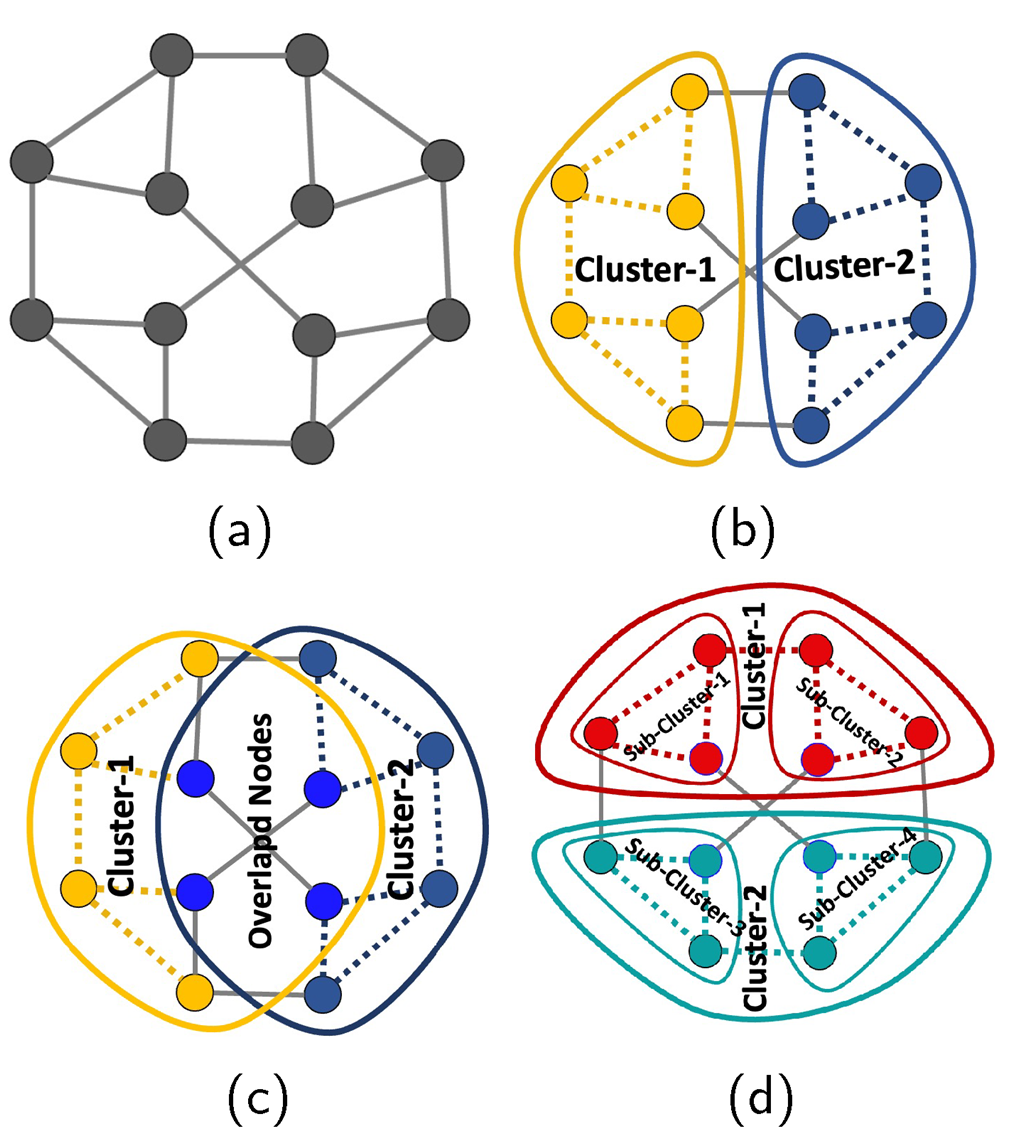 (a)
Cluster-1
Cluster-2
(b)
Cluster-1
Overlapd Nodes
Cluster-2
(c)
Cluster-1
Sub-Cluster-1
Sub-Cluster-2
Sub-Cluster-3
Sub-Cluster-4
Cluster-2
(d)